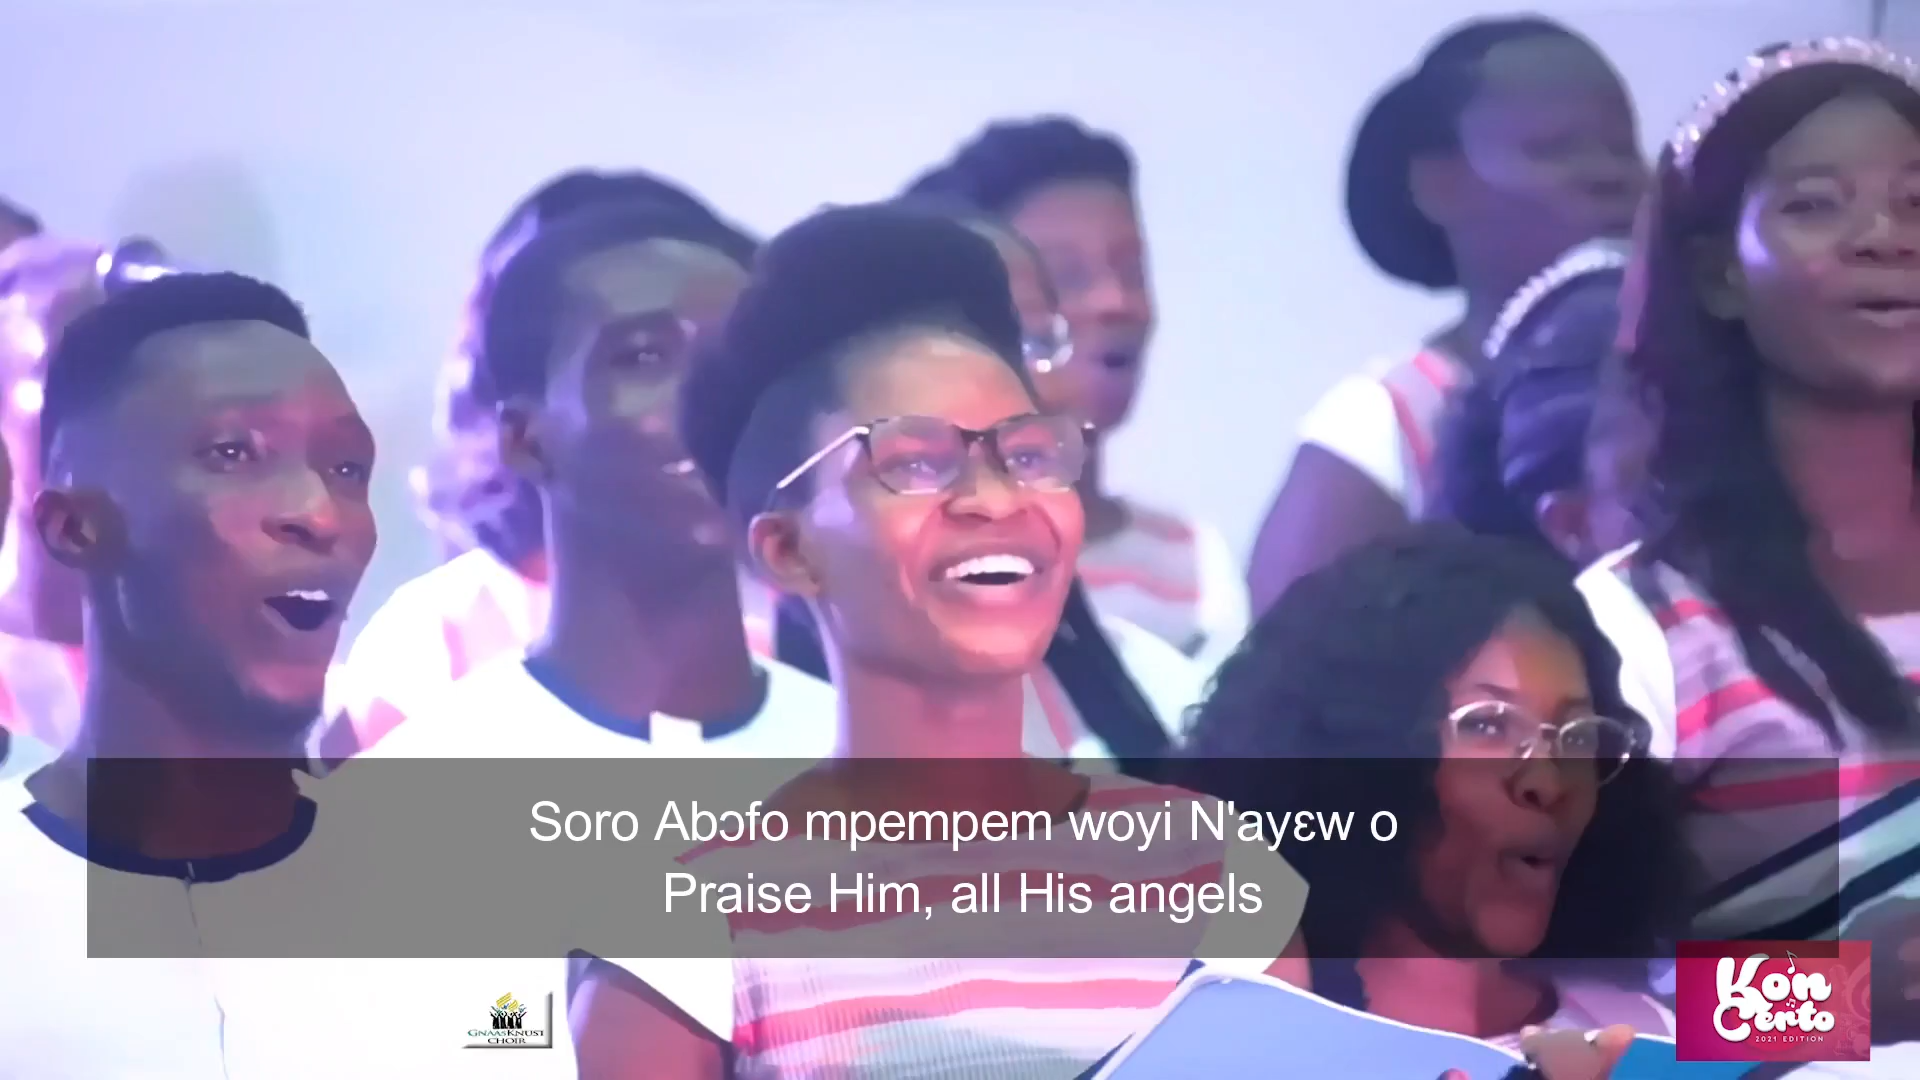 Soro Abɔfo mpempem woyi N'ayɛw o
Praise Him, all His angels
GNAASKNUST
CHOIR
Kon
Certo
2021 EDITION